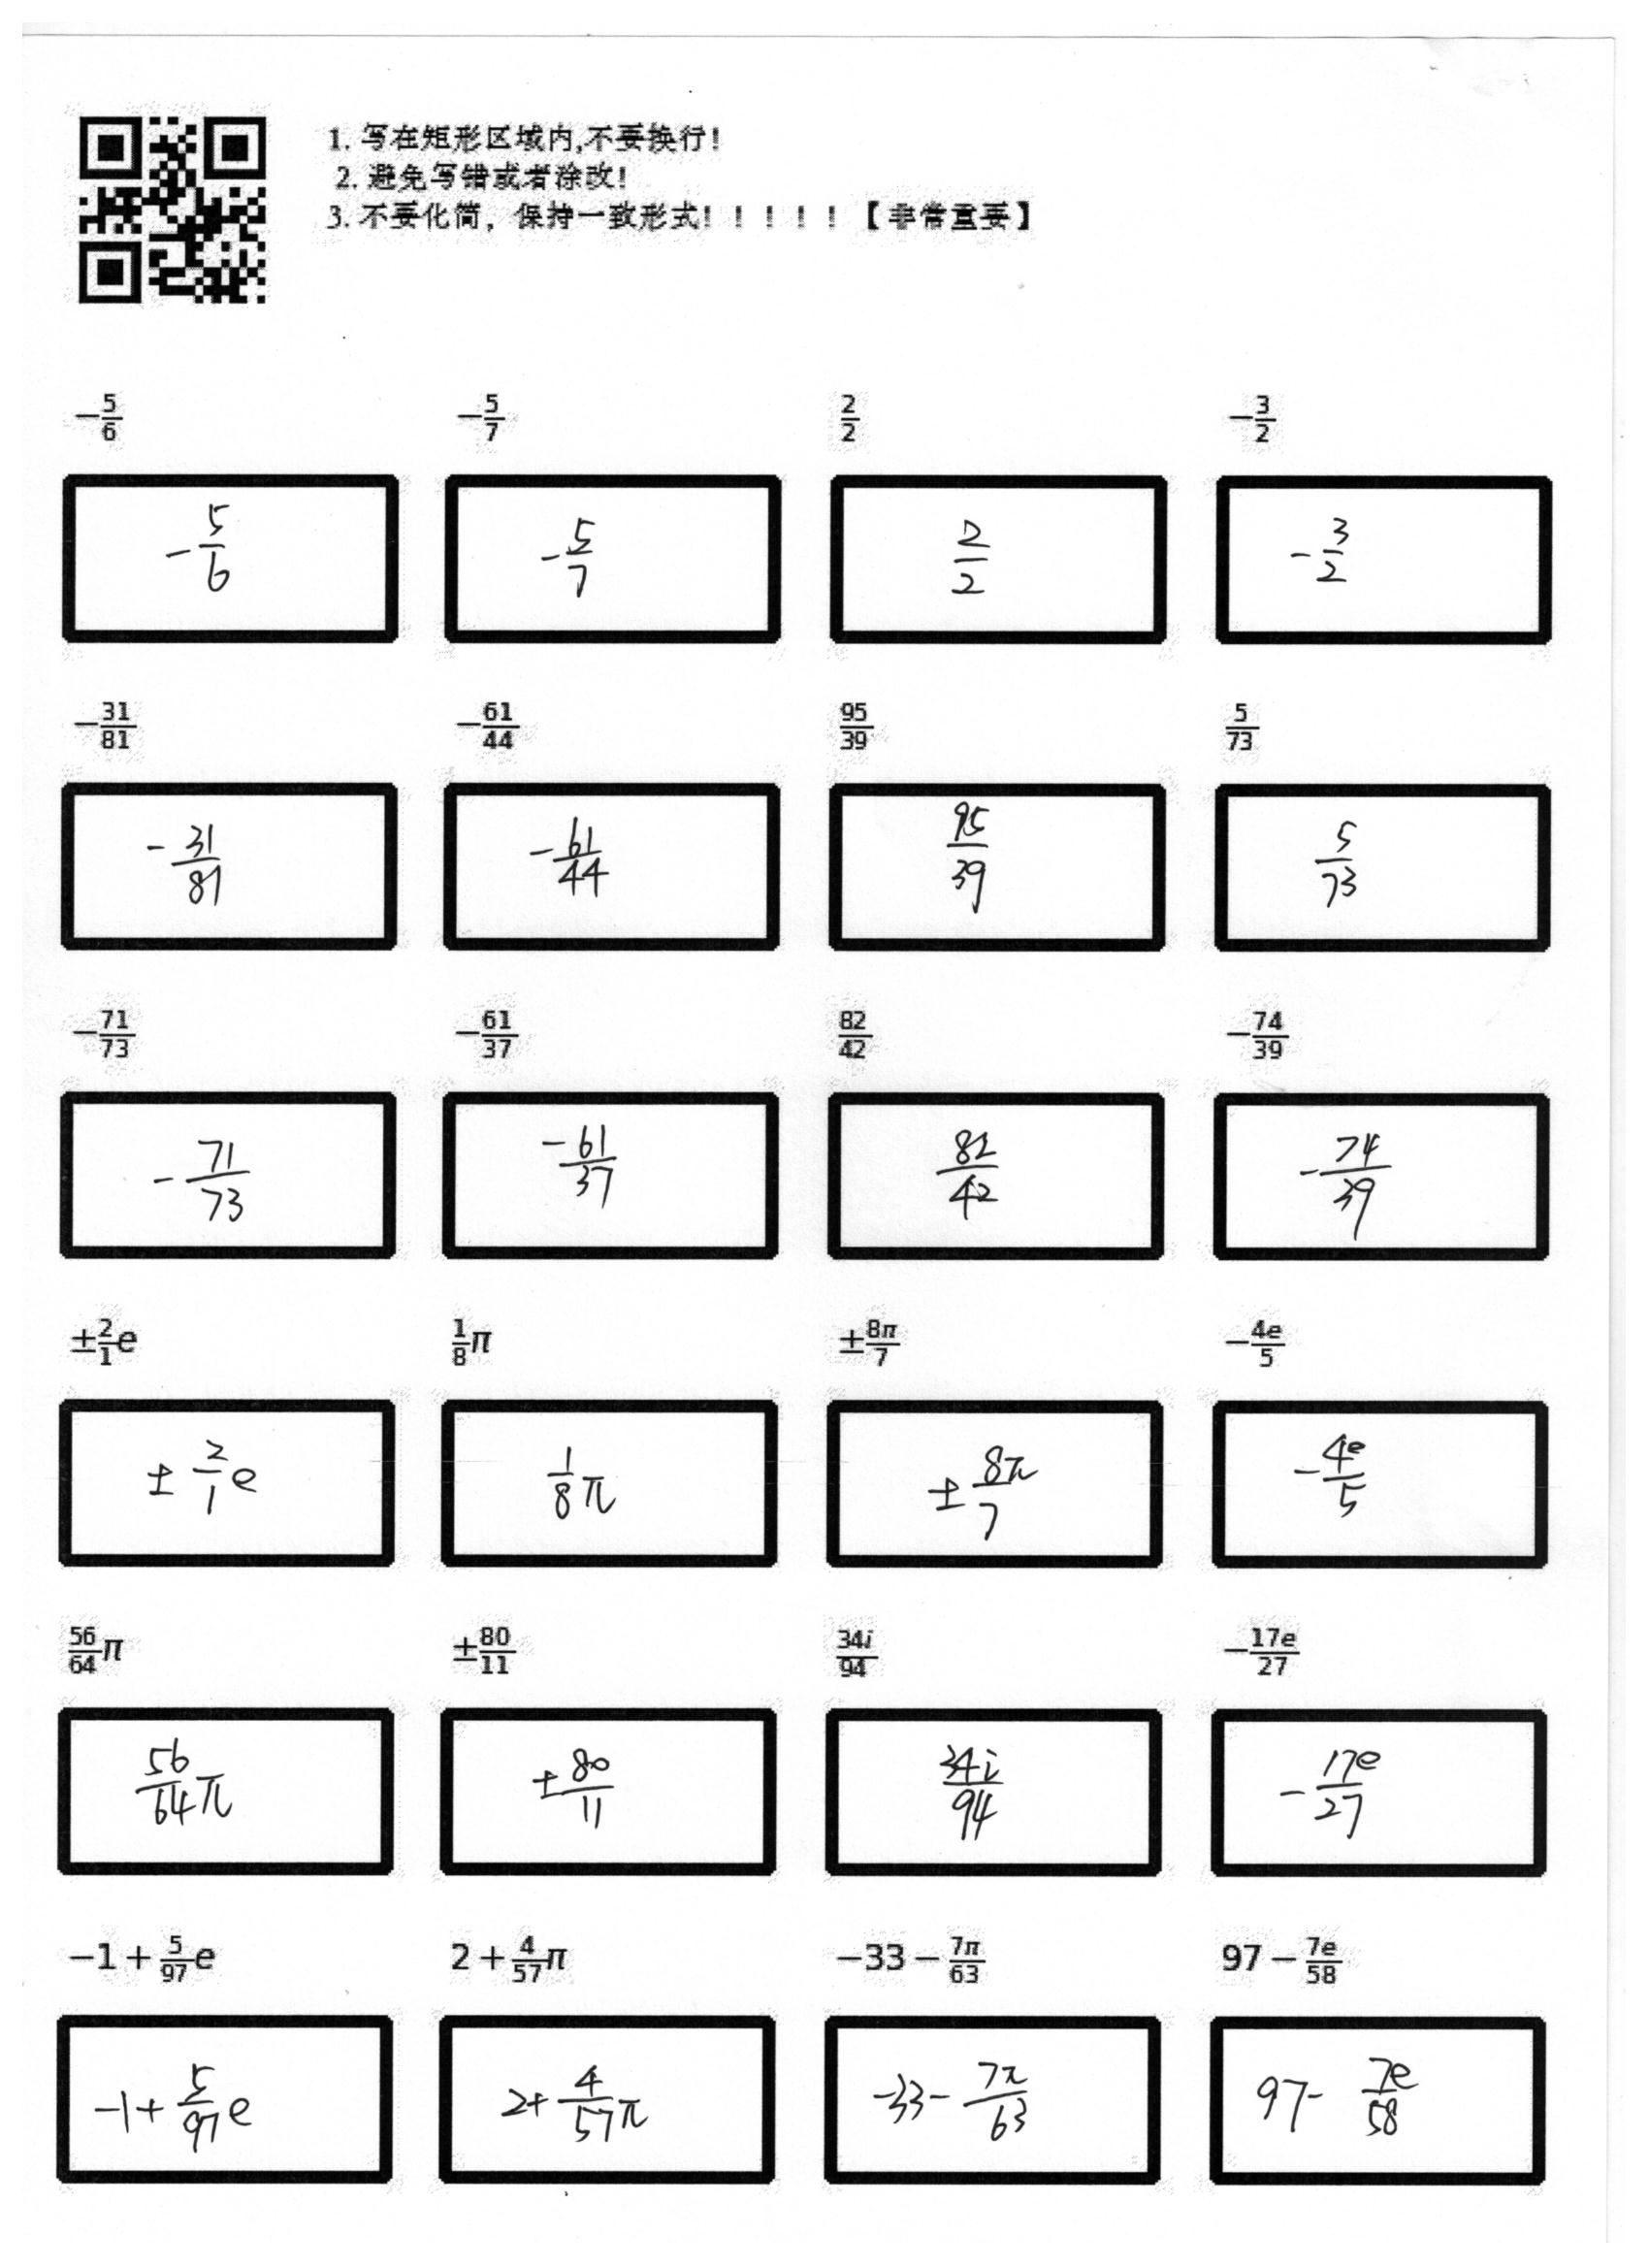 1. 写在矩形区域内,不要换行!
2. 避免写错或者涂改!
3. 不要化简，保持一致形式! ! ! ! ! 【非常重要】
$-\frac{5}{6}$ $-\frac{5}{7}$ $\frac{2}{2}$ $-\frac{3}{2}$
$-\frac{5}{6}$ $-\frac{5}{7}$ $\frac{2}{2}$ $-\frac{3}{2}$
$-\frac{31}{81}$ $-\frac{61}{44}$ $\frac{95}{39}$ $\frac{5}{73}$
$-\frac{31}{81}$ $-\frac{61}{44}$ $\frac{95}{39}$ $\frac{5}{73}$
$-\frac{71}{73}$ $-\frac{61}{37}$ $\frac{82}{42}$ $-\frac{74}{39}$
$-\frac{71}{73}$ $-\frac{61}{37}$ $\frac{82}{42}$ $-\frac{74}{39}$
$\pm\frac{2}{1}e$ $\frac{1}{8}\pi$ $\pm\frac{8\pi}{7}$ $-\frac{4e}{5}$
$\pm\frac{2}{1}e$ $\frac{1}{8}\pi$ $\pm\frac{8\pi}{7}$ $-\frac{4e}{5}$
$\frac{56}{64}\pi$ $\pm\frac{80}{11}$ $\frac{34i}{94}$ $-\frac{17e}{27}$
$\frac{56}{64}\pi$ $\pm\frac{80}{11}$ $\frac{34i}{94}$ $-\frac{17e}{27}$
$-1+\frac{5}{97}e$ $2+\frac{4}{57}\pi$ $-33-\frac{7\pi}{63}$ $97-\frac{7e}{58}$
$-1+\frac{5}{97}e$ $2+\frac{4}{57}\pi$ $-33-\frac{7\pi}{63}$ $97-\frac{7e}{58}$